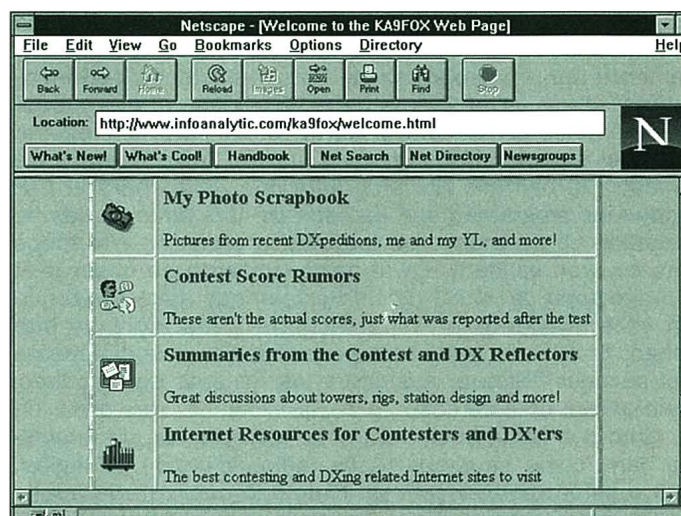 Netscape - [Welcome to the KA9FOX Web Page]
File Edit View Go Bookmarks Options Directory Help
Back Forward Home Reload Images Open Print Find Stop
Location: http://www.infoanalytic.com/ka9fox/welcome.html
N
What's New! What's Cool! Handbook Net Search Net Directory Newsgroups
My Photo Scrapbook
Pictures from recent DXpeditions, me and my YL, and more!
Contest Score Rumors
These aren't the actual scores, just what was reported after the test
Summaries from the Contest and DX Reflectors
Great discussions about towers, rigs, station design and more!
Internet Resources for Contesters and DX'ers
The best contesting and DXing related Internet sites to visit